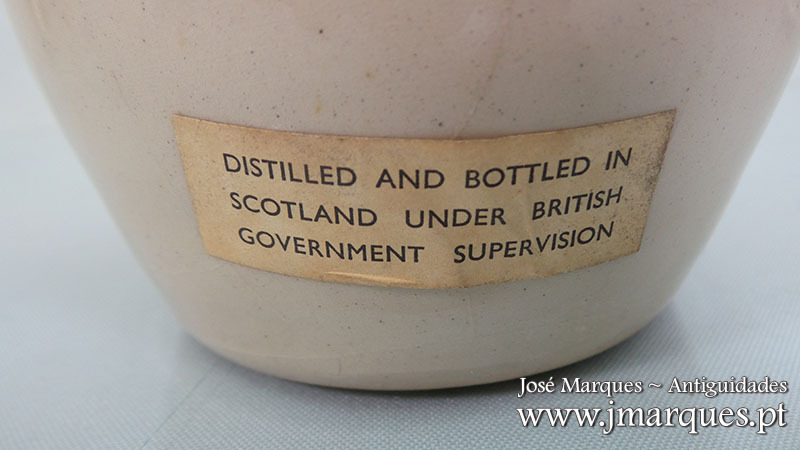 DISTILLED AND BOTTLED IN
SCOTLAND UNDER BRITISH
GOVERNMENT SUPERVISION
José Marques ~ Antiguidades
www.jmarques.pt